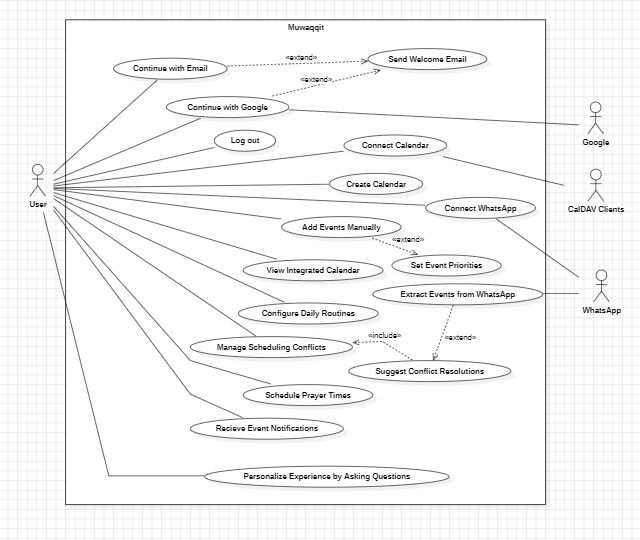 Muwaqqit
Continue with Email
«extend»
Send Welcome Email
«extend»
Continue with Google
Google
Log out
Connect Calendar
Create Calendar
User
CalDAV Clients
Connect WhatsApp
Add Events Manually
«extend»
View Integrated Calendar
Set Event Priorities
Extract Events from WhatsApp
WhatsApp
Configure Daily Routines
«include»
«extend»
Manage Scheduling Conflicts
Suggest Conflict Resolutions
Schedule Prayer Times
Recieve Event Notifications
Personalize Experience by Asking Questions